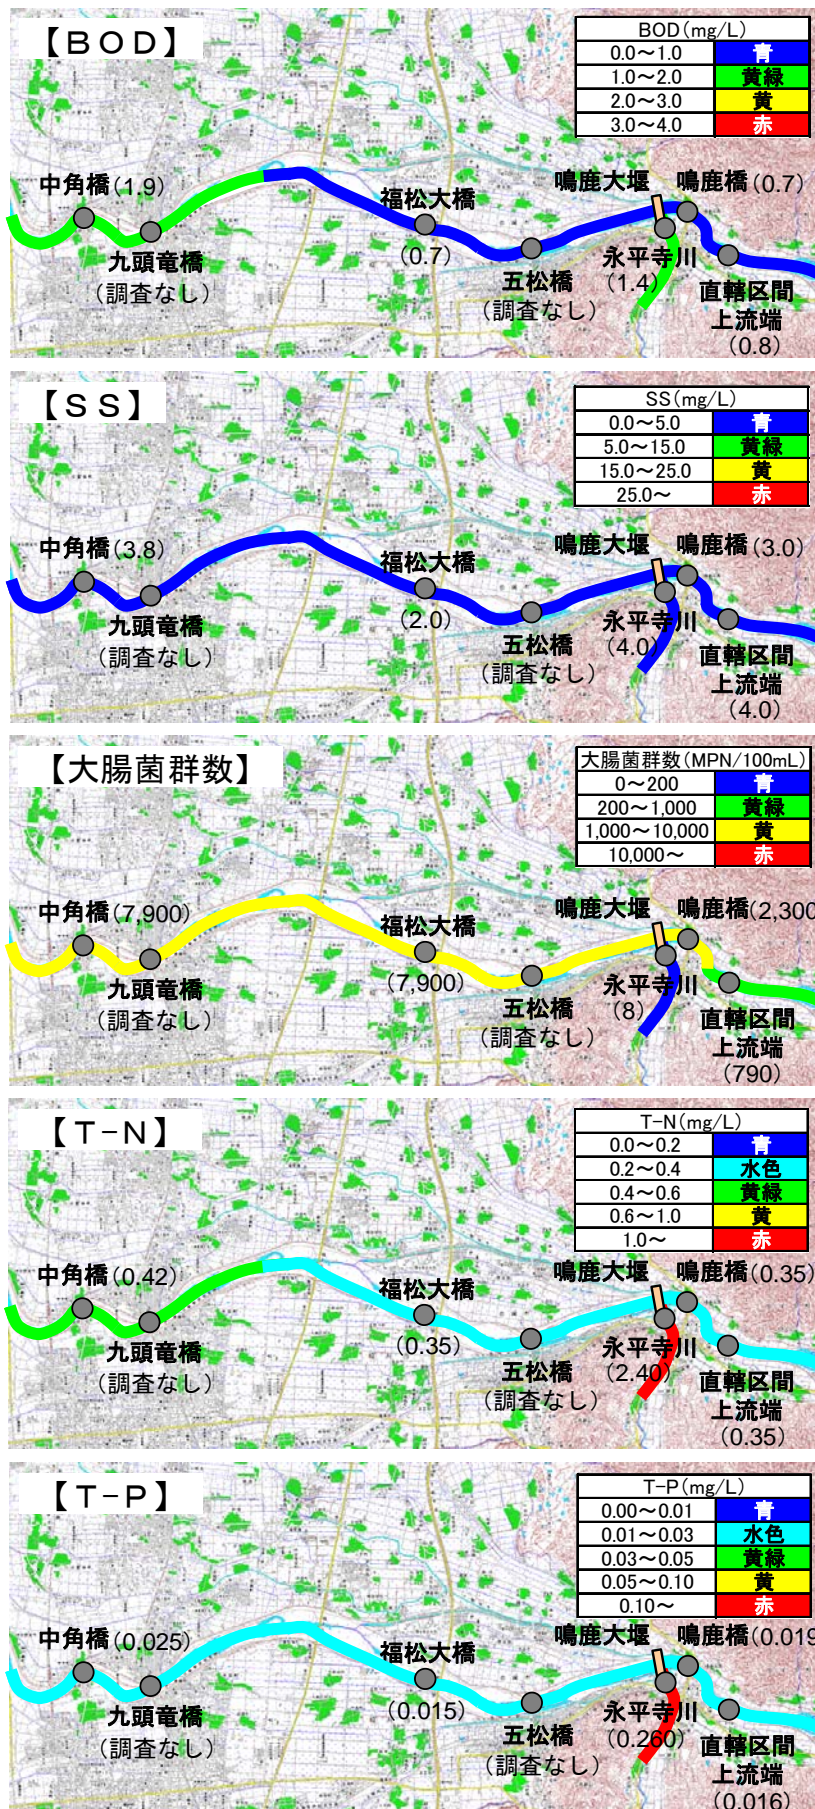 【ＢＯＤ】
BOD(mg/L)
0.0～1.0 青
1.0～2.0 黄緑
2.0～3.0 黄
3.0～4.0 赤
中角橋(1.9)
九頭竜橋
(調査なし)
福松大橋
(0.7)
五松橋
(調査なし)
鳴鹿大堰
鳴鹿橋(0.7)
永平寺川
(1.4)
直轄区間
上流端
(0.8)
【ＳＳ】
SS(mg/L)
0.0～5.0 青
5.0～15.0 黄緑
15.0～25.0 黄
25.0～ 赤
中角橋(3.8)
九頭竜橋
(調査なし)
福松大橋
(2.0)
五松橋
(調査なし)
鳴鹿大堰
鳴鹿橋(3.0)
永平寺川
(4.0)
直轄区間
上流端
(4.0)
【大腸菌群数】
大腸菌群数(MPN/100mL)
0～200 青
200～1,000 黄緑
1,000～10,000 黄
10,000～ 赤
中角橋(7,900)
九頭竜橋
(調査なし)
福松大橋
(7,900)
五松橋
(調査なし)
鳴鹿大堰
鳴鹿橋(2,300
永平寺川
(8)
直轄区間
上流端
(790)
【Ｔ−Ｎ】
T-N(mg/L)
0.0～0.2 青
0.2～0.4 水色
0.4～0.6 黄緑
0.6～1.0 黄
1.0～ 赤
中角橋(0.42)
九頭竜橋
(調査なし)
福松大橋
(0.35)
五松橋
(調査なし)
鳴鹿大堰
鳴鹿橋(0.35)
永平寺川
(2.40)
直轄区間
上流端
(0.35)
【Ｔ−Ｐ】
T-P(mg/L)
0.00～0.01 青
0.01～0.03 水色
0.03～0.05 黄緑
0.05～0.10 黄
0.10～ 赤
中角橋(0.025)
九頭竜橋
(調査なし)
福松大橋
(0.015)
五松橋
(調査なし)
鳴鹿大堰
鳴鹿橋(0.019
永平寺川
(0.260)
直轄区間
上流端
(0.016)